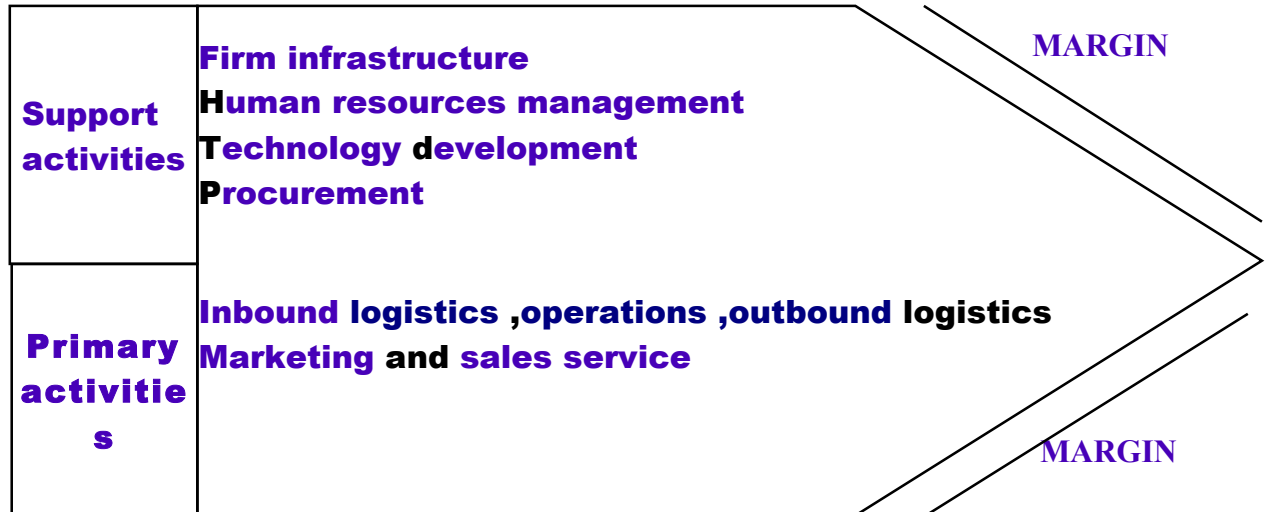 MARGIN
Firm infrastructure
Human resources management
Support
activities
Technology development
Procurement
Inbound logistics ,operations ,outbound logistics
Marketing and sales service
Primary
activitie
s
MARGIN